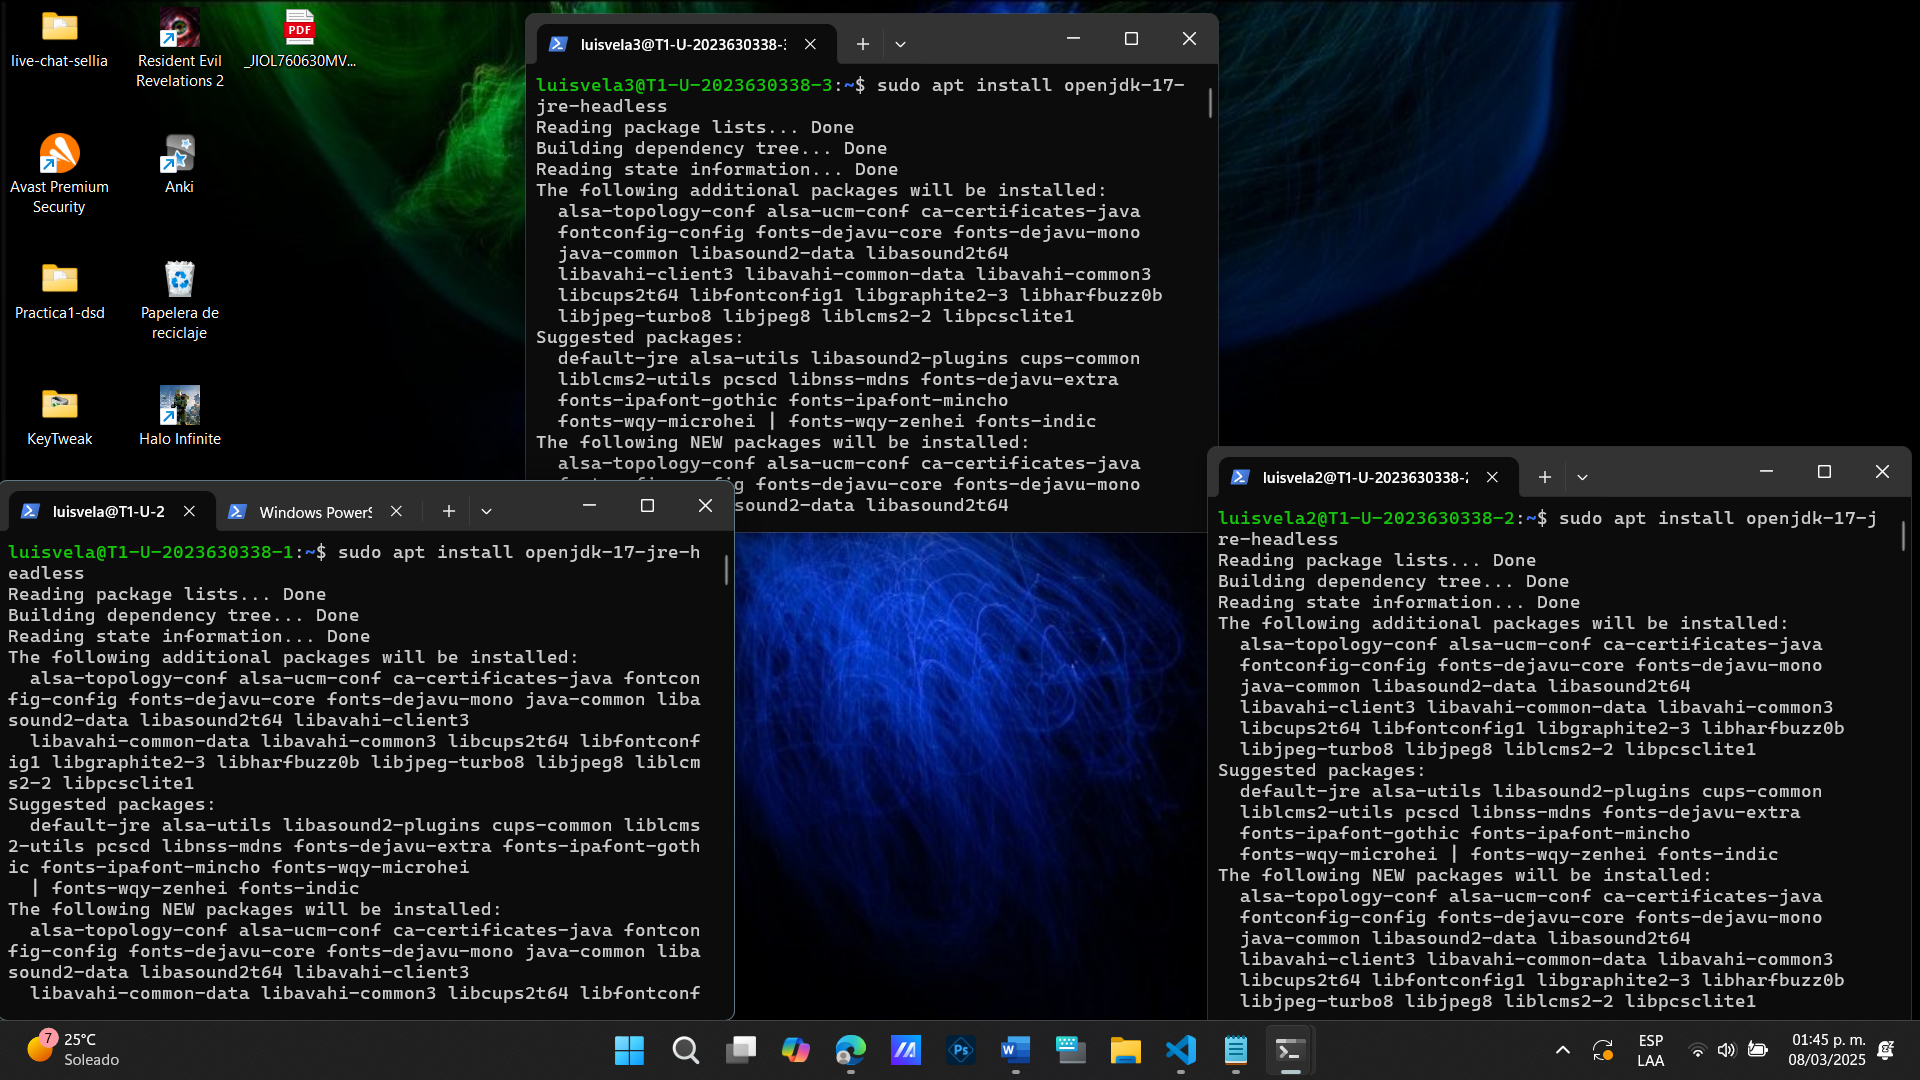 live-chat-sellia
Resident Evil
Revelations 2
PDF
_JIOL760630MV...
Avast Premium
Security
Anki
Practica1-dsd
Papelera de
reciclaje
KeyTweak
Halo Infinite
luisvela3@T1-U-2023630338-3
luisvela3@T1-U-2023630338-3:~$ sudo apt install openjdk-17-
jre-headless
Reading package lists... Done
Building dependency tree... Done
Reading state information... Done
The following additional packages will be installed:
alsa-topology-conf alsa-ucm-conf ca-certificates-java
fontconfig-config fonts-dejavu-core fonts-dejavu-mono
java-common libasound2-data libasound2t64
libavahi-client3 libavahi-common-data libavahi-common3
libcups2t64 libfontconfig1 libgraphite2-3 libharfbuzz0b
libjpeg-turbo8 libjpeg8 liblcms2-2 libpcsclite1
Suggested packages:
default-jre alsa-utils libasound2-plugins cups-common
liblcms2-utils pcscd libnss-mdns fonts-dejavu-extra
fonts-ipafont-gothic fonts-ipafont-mincho
fonts-wqy-microhei | fonts-wqy-zenhei fonts-indic
The following NEW packages will be installed:
alsa-topology-conf alsa-ucm-conf ca-certificates-java
fonts-dejavu-core fonts-dejavu-mono
sound2-data libasound2t64
luisvela@T1-U-2
Windows PowerS
luisvela@T1-U-2023630338-1:~$ sudo apt install openjdk-17-jre-h
eadless
Reading package lists... Done
Building dependency tree... Done
Reading state information... Done
The following additional packages will be installed:
alsa-topology-conf alsa-ucm-conf ca-certificates-java fontcon
fig-config fonts-dejavu-core fonts-dejavu-mono java-common liba
sound2-data libasound2t64 libavahi-client3
libavahi-common-data libavahi-common3 libcups2t64 libfontconf
ig1 libgraphite2-3 libharfbuzz0b libjpeg-turbo8 libjpeg8 liblcm
s2-2 libpcsclite1
Suggested packages:
default-jre alsa-utils libasound2-plugins cups-common liblcms
2-utils pcscd libnss-mdns fonts-dejavu-extra fonts-ipafont-goth
ic fonts-ipafont-mincho fonts-wqy-microhei
| fonts-wqy-zenhei fonts-indic
The following NEW packages will be installed:
alsa-topology-conf alsa-ucm-conf ca-certificates-java fontcon
fig-config fonts-dejavu-core fonts-dejavu-mono java-common liba
sound2-data libasound2t64 libavahi-client3
libavahi-common-data libavahi-common3 libcups2t64 libfontconf
luisvela2@T1-U-2023630338-2
luisvela2@T1-U-2023630338-2:~$ sudo apt install openjdk-17-j
re-headless
Reading package lists... Done
Building dependency tree... Done
Reading state information... Done
The following additional packages will be installed:
alsa-topology-conf alsa-ucm-conf ca-certificates-java
fontconfig-config fonts-dejavu-core fonts-dejavu-mono
java-common libasound2-data libasound2t64
libavahi-client3 libavahi-common-data libavahi-common3
libcups2t64 libfontconfig1 libgraphite2-3 libharfbuzz0b
libjpeg-turbo8 libjpeg8 liblcms2-2 libpcsclite1
Suggested packages:
default-jre alsa-utils libasound2-plugins cups-common
liblcms2-utils pcscd libnss-mdns fonts-dejavu-extra
fonts-ipafont-gothic fonts-ipafont-mincho
fonts-wqy-microhei | fonts-wqy-zenhei fonts-indic
The following NEW packages will be installed:
alsa-topology-conf alsa-ucm-conf ca-certificates-java
fontconfig-config fonts-dejavu-core fonts-dejavu-mono
java-common libasound2-data libasound2t64
libavahi-client3 libavahi-common-data libavahi-common3
libcups2t64 libfontconfig1 libgraphite2-3 libharfbuzz0b
libjpeg-turbo8 libjpeg8 liblcms2-2 libpcsclite1
7
25°C
Soleado
Ps
W
ESP
LAA
01:45 p. m.
08/03/2025